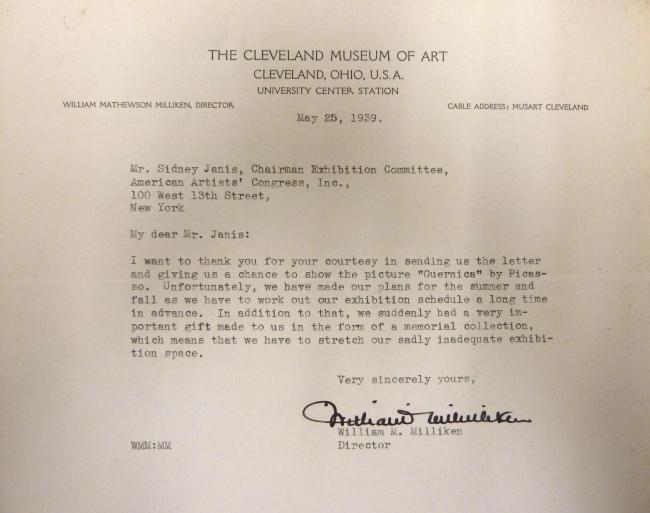 THE CLEVELAND MUSEUM OF ART
CLEVELAND, OHIO, U.S.A.
UNIVERSITY CENTER STATION
WILLIAM MATHEWSON MILLIKEN, DIRECTOR
CABLE ADDRESS: MUSART CLEVELAND
May 25, 1939.
Mr. Sidney Janis, Chairman Exhibition Committee,
American Artists' Congress, Inc.,
100 West 13th Street,
New York
My dear Mr. Janis:
I want to thank you for your courtesy in sending us the letter
and giving us a chance to show the picture "Guernica" by Picas-
so. Unfortunately, we have made our plans for the summer and
fall as we have to work out our exhibition schedule a long time
in advance. In addition to that, we suddenly had a very im-
portant gift made to us in the form of a memorial collection,
which means that we have to stretch our sadly inadequate exhibi-
tion space.
Very sincerely yours,
William M. Milliken
William M. Milliken
WMM:MM Director